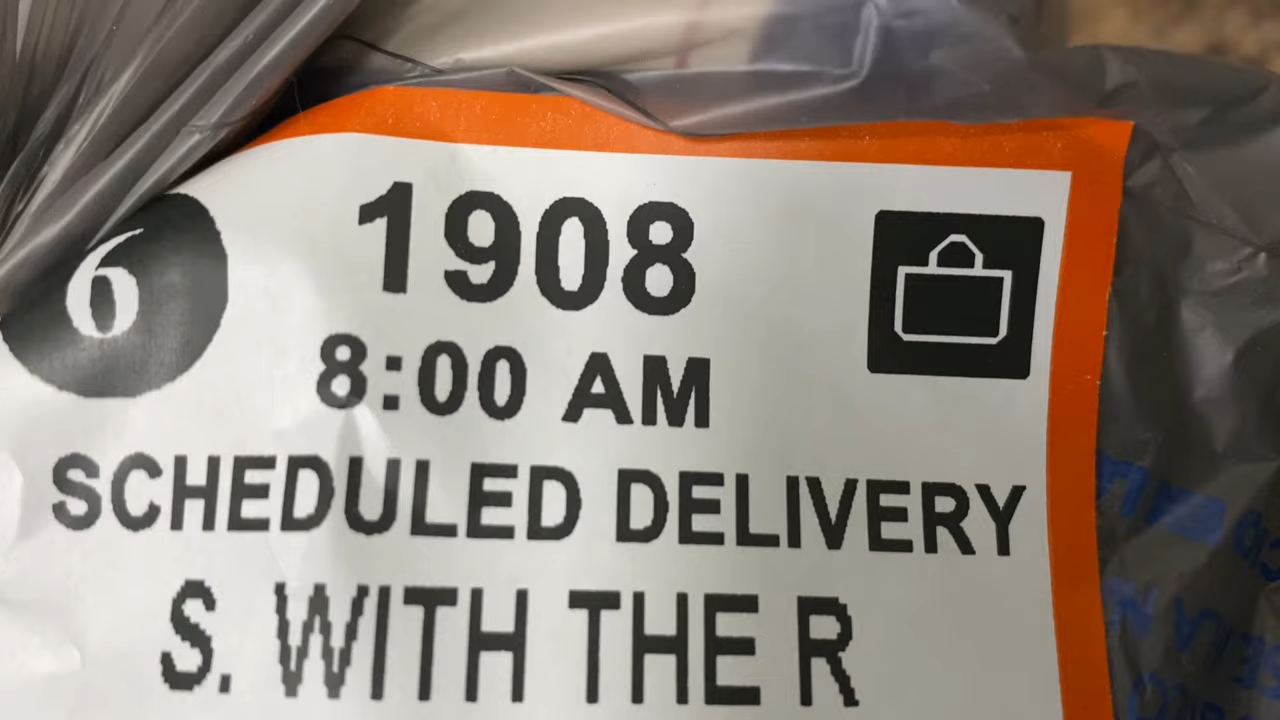 6
1908
8:00 AM
SCHEDULED DELIVERY
S. WITH THE R